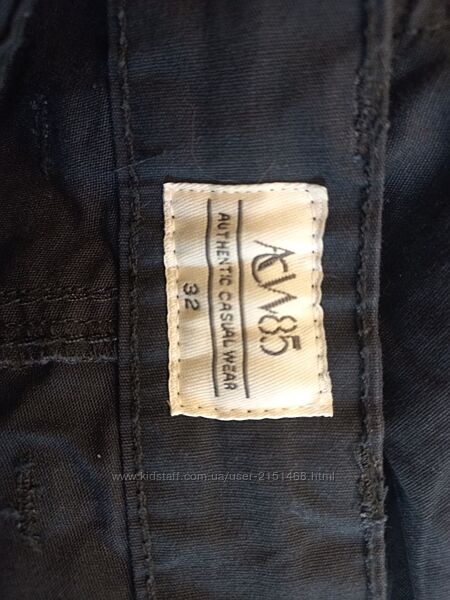 ACW85
AUTHENTIC CASUAL WEAR
32
www.kidstaff.com.ua/user-2151468.html